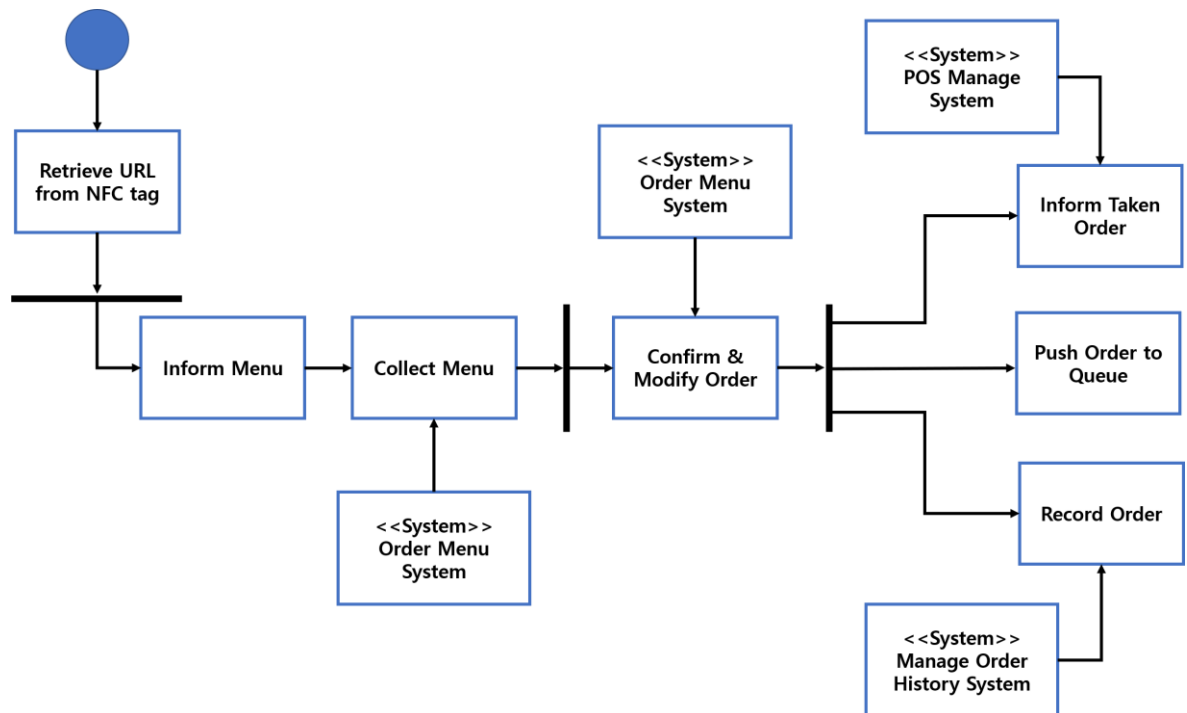 Retrieve URL
from NFC tag
Inform Menu
Collect Menu
<<System>>
Order Menu
System
<<System>>
Order Menu
System
Confirm &
Modify Order
<<System>>
POS Manage
System
Inform Taken
Order
Push Order to
Queue
Record Order
<<System>>
Manage Order
History System